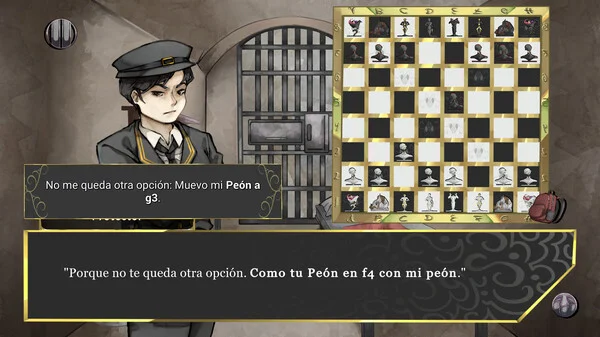 No me queda otra opción: Muevo mi Peón a
g3.
"Porque no te queda otra opción. Como tu Peón en f4 con mi peón."